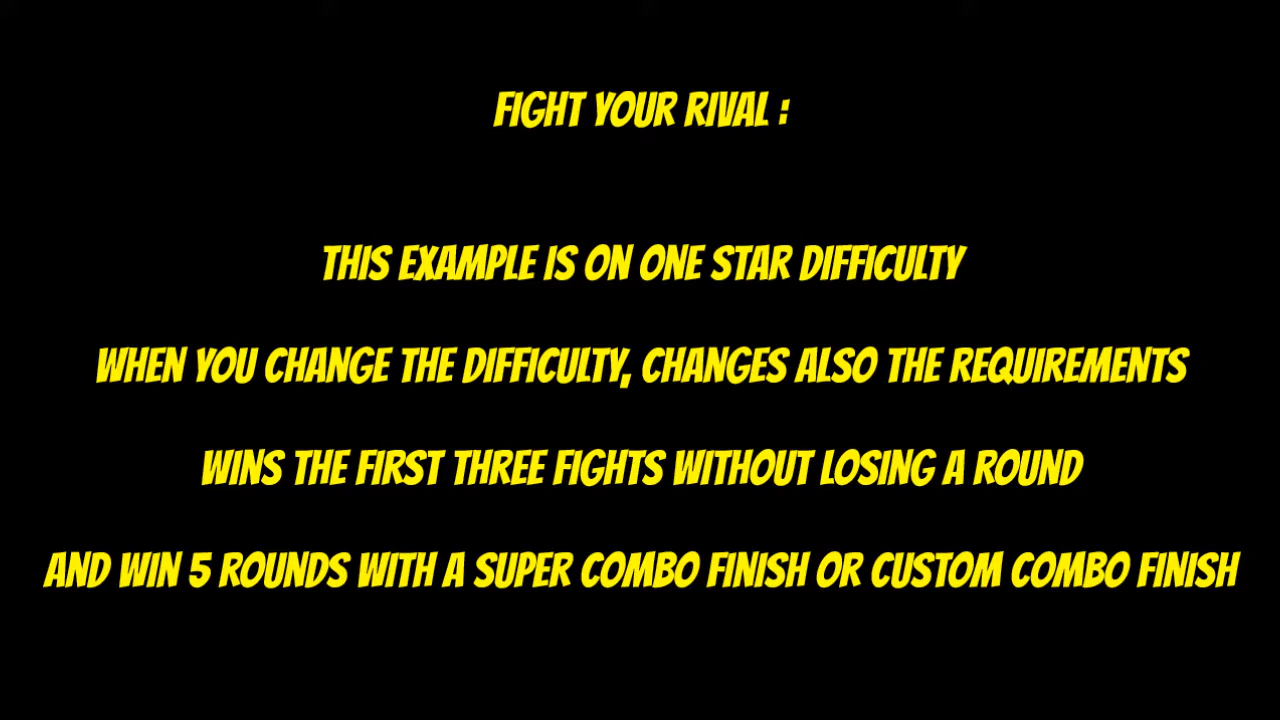 FIGHT YOUR RIVAL :
THIS EXAMPLE IS ON ONE STAR DIFFICULTY
WHEN YOU CHANGE THE DIFFICULTY, CHANGES ALSO THE REQUIREMENTS
WINS THE FIRST THREE FIGHTS WITHOUT LOSING A ROUND
AND WIN 5 ROUNDS WITH A SUPER COMBO FINISH OR CUSTOM COMBO FINISH